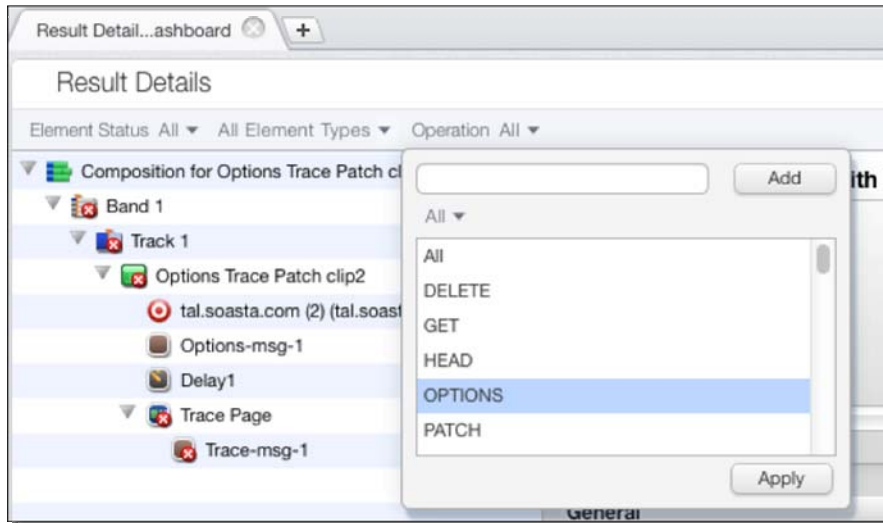 Result Detail...ashboard +
Result Details
Element Status All All Element Types Operation All
Composition for Options Trace Patch cl
Band 1
Track 1
Options Trace Patch clip2
tal.soasta.com (2) (tal.soast
Options-msg-1
Delay1
Trace Page
Trace-msg-1
Add
All
All
DELETE
GET
HEAD
OPTIONS
PATCH
Apply
ith
General